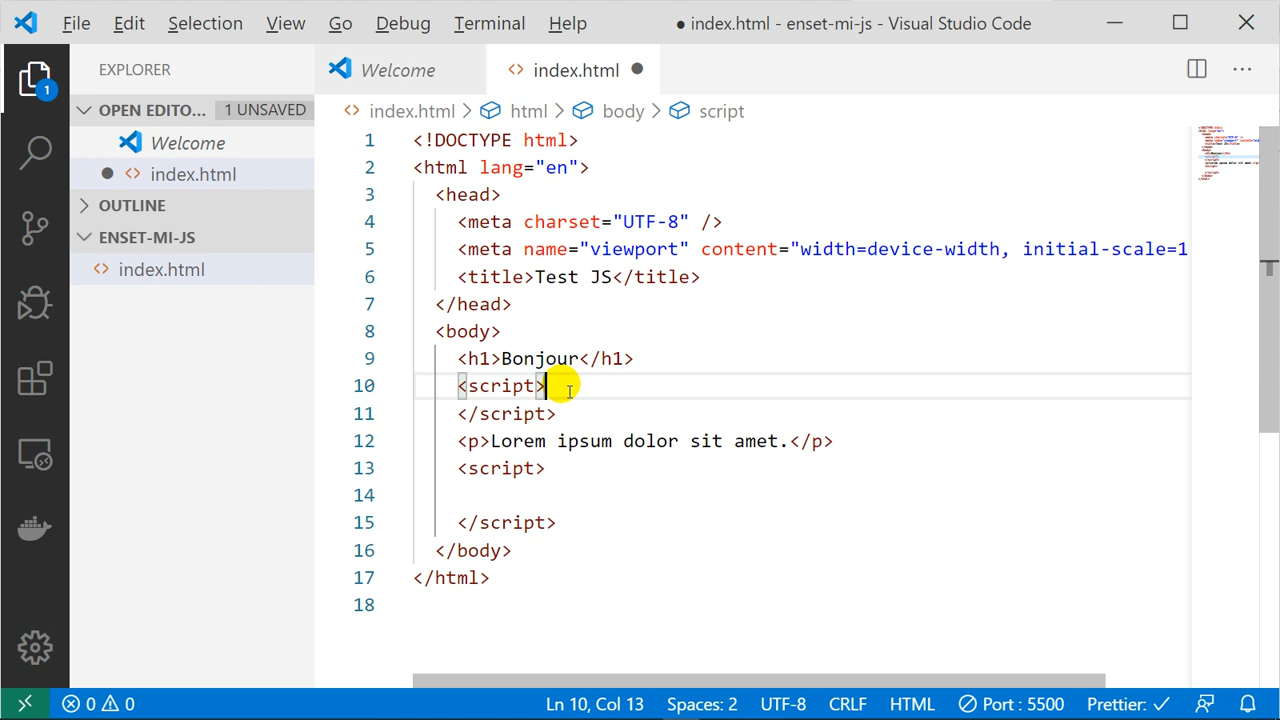 File Edit Selection View Go Debug Terminal Help ● index.html - enset-mi-js - Visual Studio Code
EXPLORER
OPEN EDITO... 1 UNSAVED
Welcome
index.html
OUTLINE
ENSET-MI-JS
index.html
1
Welcome index.html
index.html > html > body > script
1 <!DOCTYPE html>
2 <html lang="en">
3 <head>
4 <meta charset="UTF-8" />
5 <meta name="viewport" content="width=device-width, initial-scale=1
6 <title>Test JS</title>
7 </head>
8 <body>
9 <h1>Bonjour</h1>
10 <script>
11 </script>
12 <p>Lorem ipsum dolor sit amet.</p>
13 <script>
14
15 </script>
16 </body>
17 </html>
18
0 0 Ln 10, Col 13 Spaces: 2 UTF-8 CRLF HTML Port : 5500 Prettier: ✓